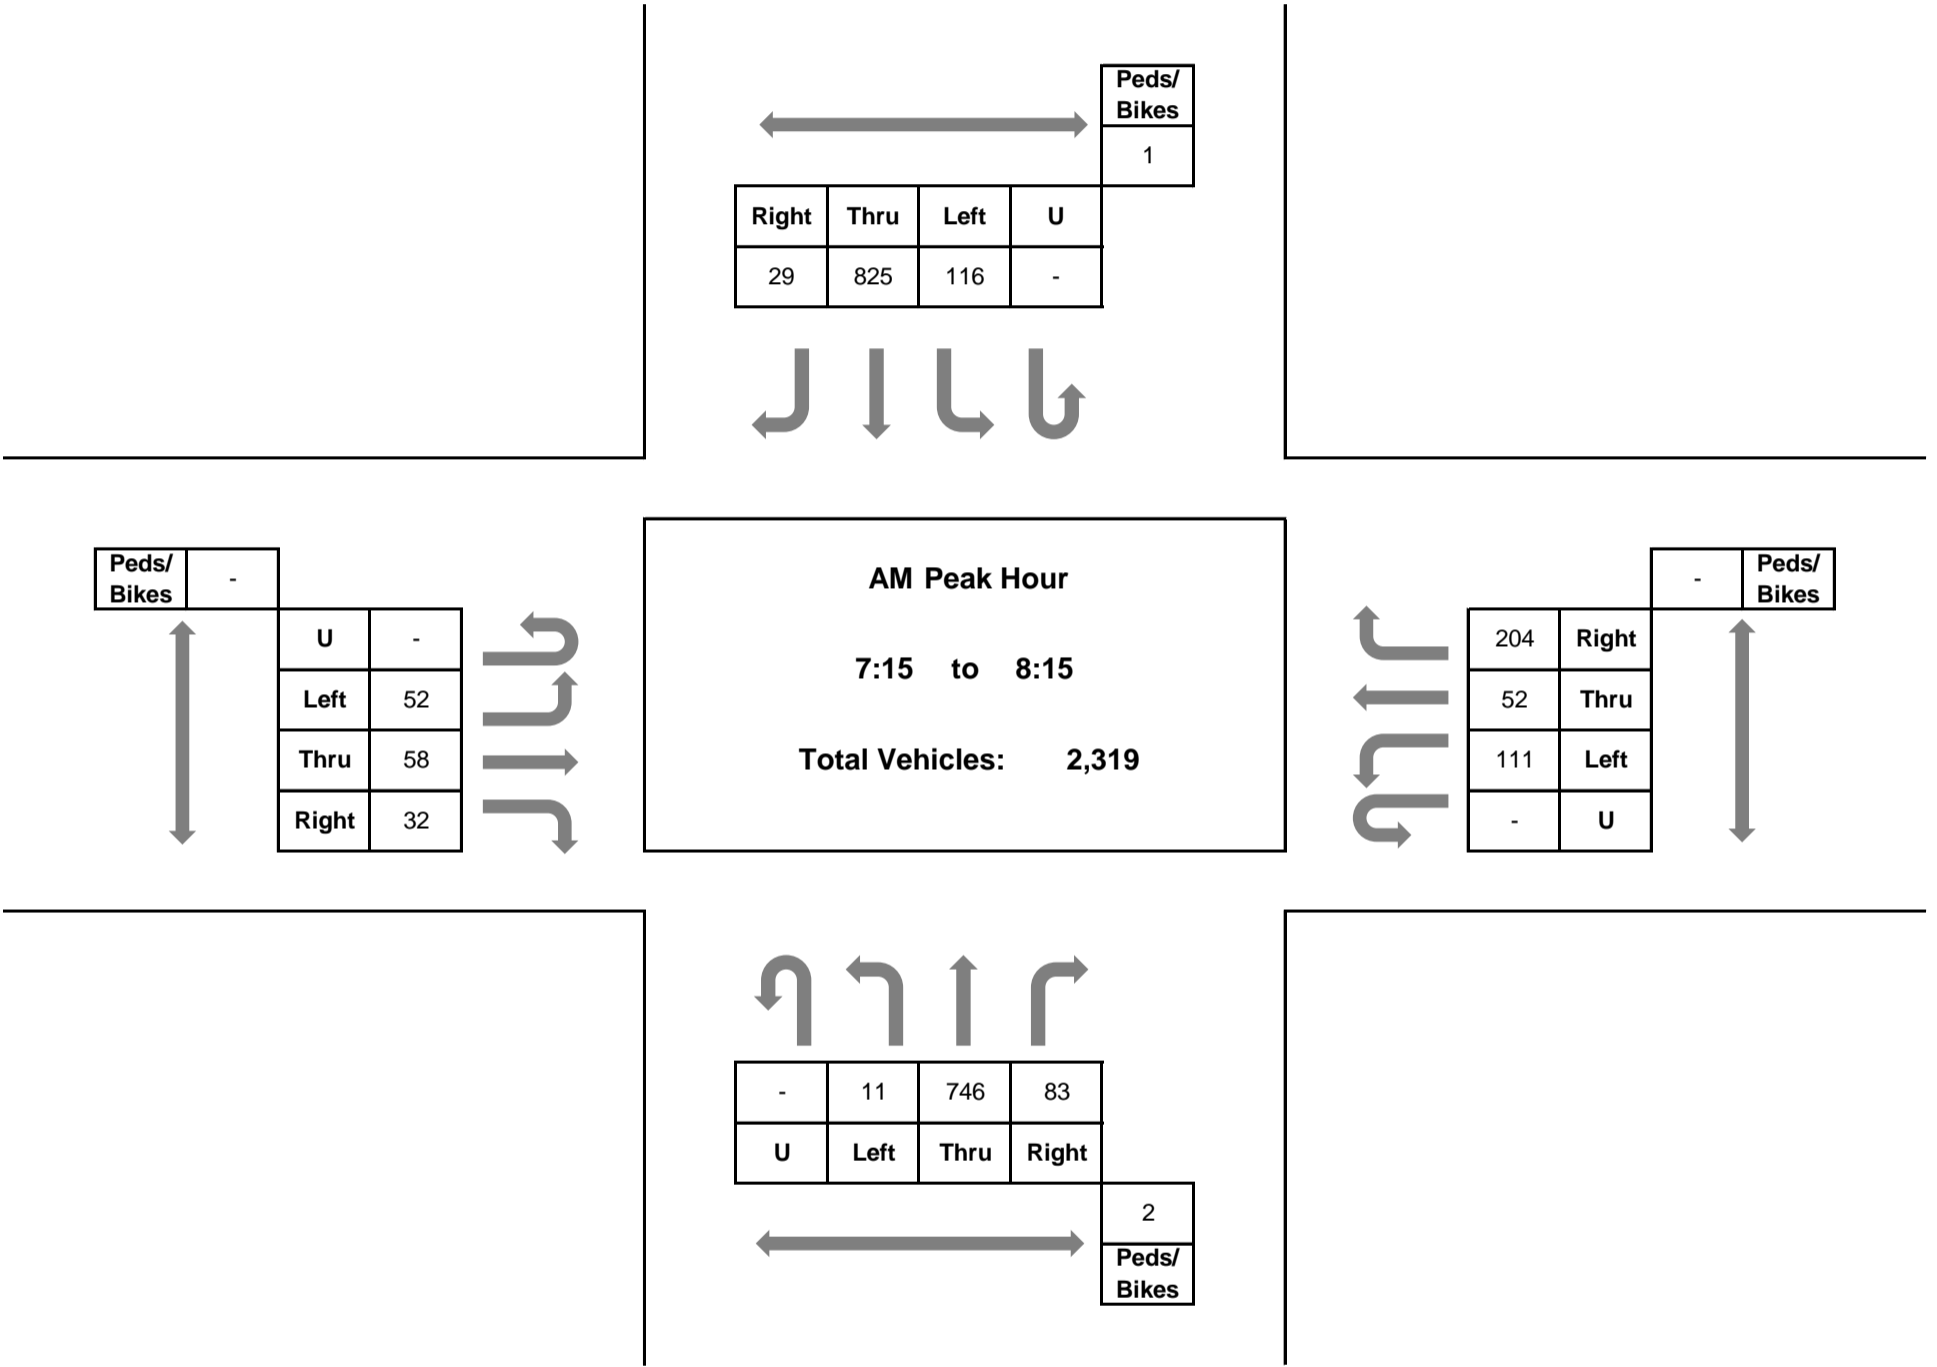 Peds/
Bikes
1
Right Thru Left U
29 825 116 -
Peds/
Bikes
-
U -
Left 52
Thru 58
Right 32
AM Peak Hour
7:15 to 8:15
Total Vehicles: 2,319
-
Peds/
Bikes
204 Right
52 Thru
111 Left
- U
- 11 746 83
U Left Thru Right
2
Peds/
Bikes